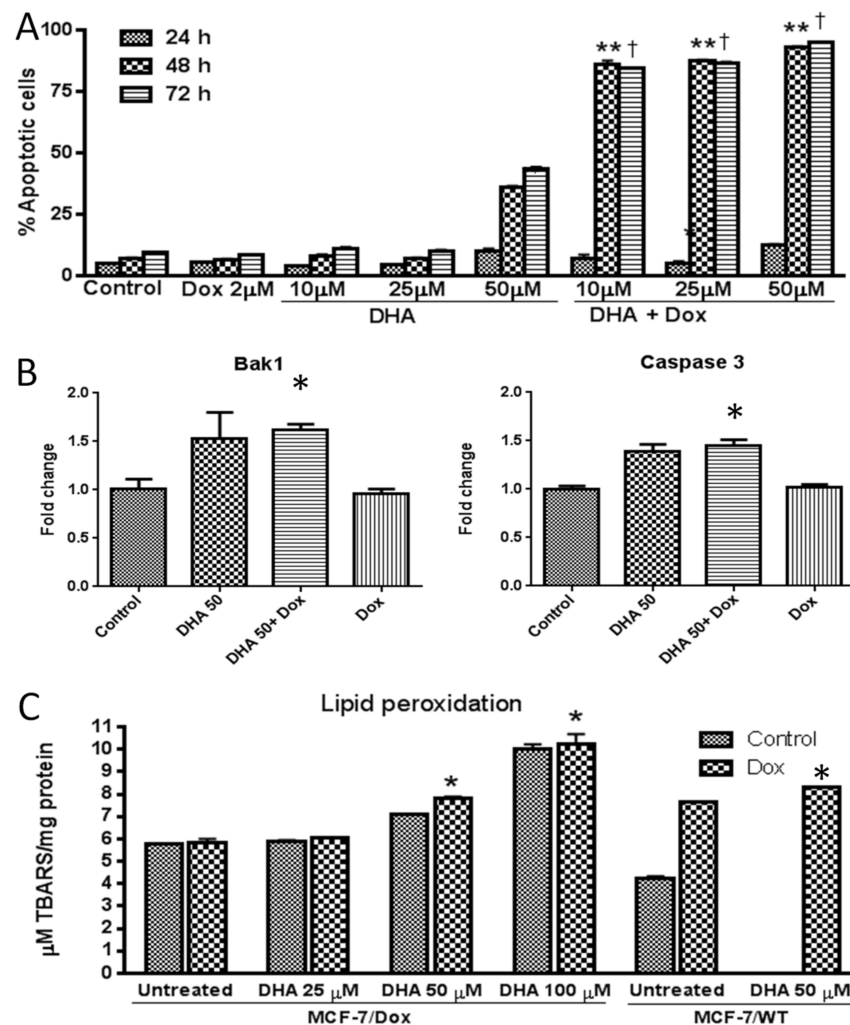 A
100
75
50
25
0
% Apoptotic cells
24 h
48 h
72 h
** †
** †
** †
*
Control
Dox 2μM
10μM
25μM
50μM
10μM
25μM
50μM
DHA
DHA + Dox
B
Bak1
*
2.0
1.5
1.0
0.5
0.0
Fold change
Control
DHA 50
DHA 50+ Dox
Dox
Caspase 3
*
2.0
1.5
1.0
0.5
0.0
Fold change
Control
DHA 50
DHA 50+ Dox
Dox
C
Lipid peroxidation
11
10
9
8
7
6
5
4
3
2
1
0
μM TBARS/mg protein
*
*
*
Control
Dox
Untreated
DHA 25 μM
DHA 50 μM
DHA 100 μM
Untreated
DHA 50 μM
MCF-7/Dox
MCF-7/WT